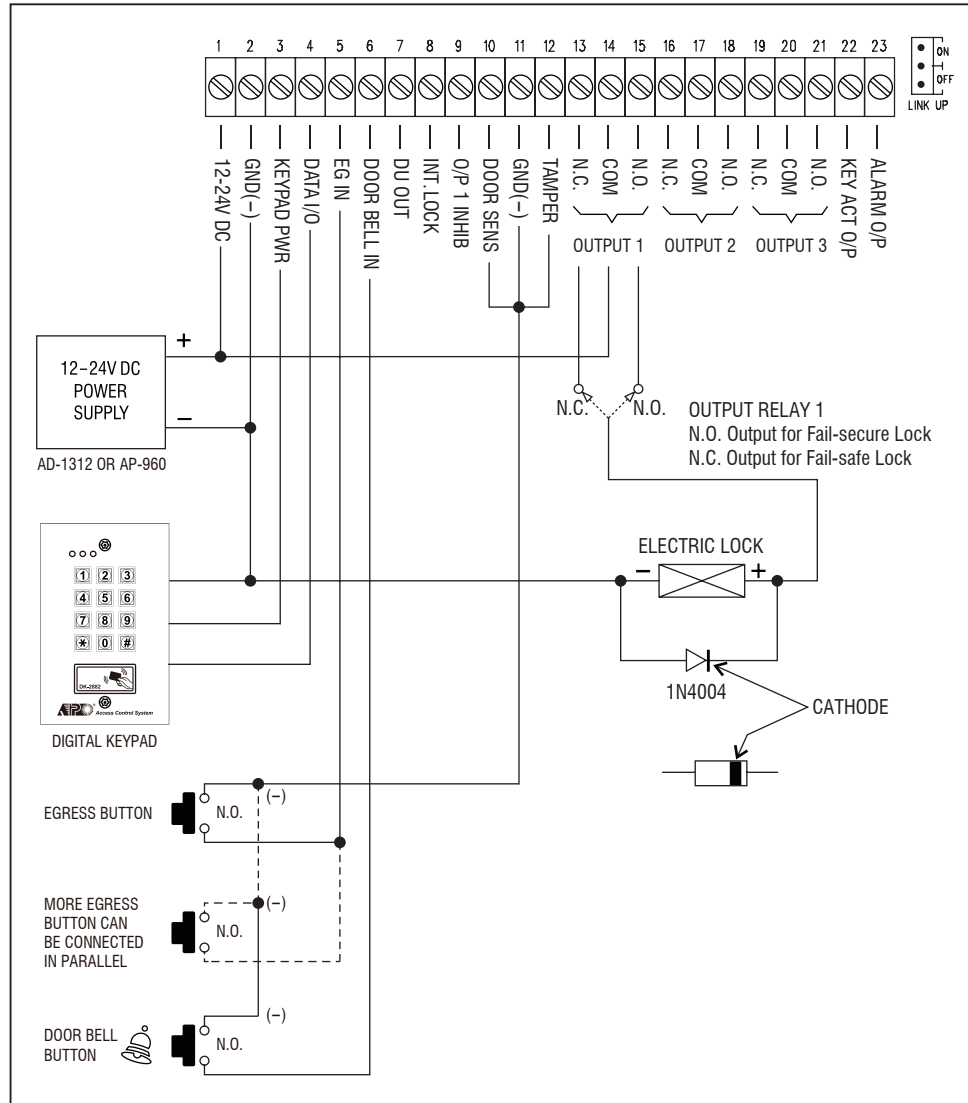 1 2 3 4 5 6 7 8 9 10 11 12 13 14 15 16 17 18 19 20 21 22 23
ON
OFF
LINK UP
12-24V DC
GND(-)
KEYPAD PWR
DATA I/O
EG IN
DOOR BELL IN
DU OUT
INT. LOCK
O/P 1 INHIB
DOOR SENS
GND(-)
TAMPER
N.C.
COM
N.O.
N.C.
COM
N.O.
N.C.
COM
N.O.
KEY ACT O/P
ALARM O/P
OUTPUT 1
OUTPUT 2
OUTPUT 3
+
12–24V DC
POWER
SUPPLY
–
AD-1312 OR AP-960
N.C.
N.O.
OUTPUT RELAY 1
N.O. Output for Fail-secure Lock
N.C. Output for Fail-safe Lock
ELECTRIC LOCK
– +
1N4004
CATHODE
1 2 3
4 5 6
7 8 9
* 0 #
DK-2882
APO Access Control System
DIGITAL KEYPAD
EGRESS BUTTON
N.O.
(–)
MORE EGRESS
BUTTON CAN
BE CONNECTED
IN PARALLEL
N.O.
(–)
DOOR BELL
BUTTON
N.O.
(–)